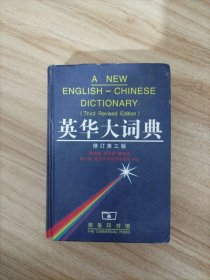 A NEW
ENGLISH-CHINESE
DICTIONARY
(Third Revised Edition)
英华大词典
修订第三版
商务印书馆
THE COMMERCIAL PRESS